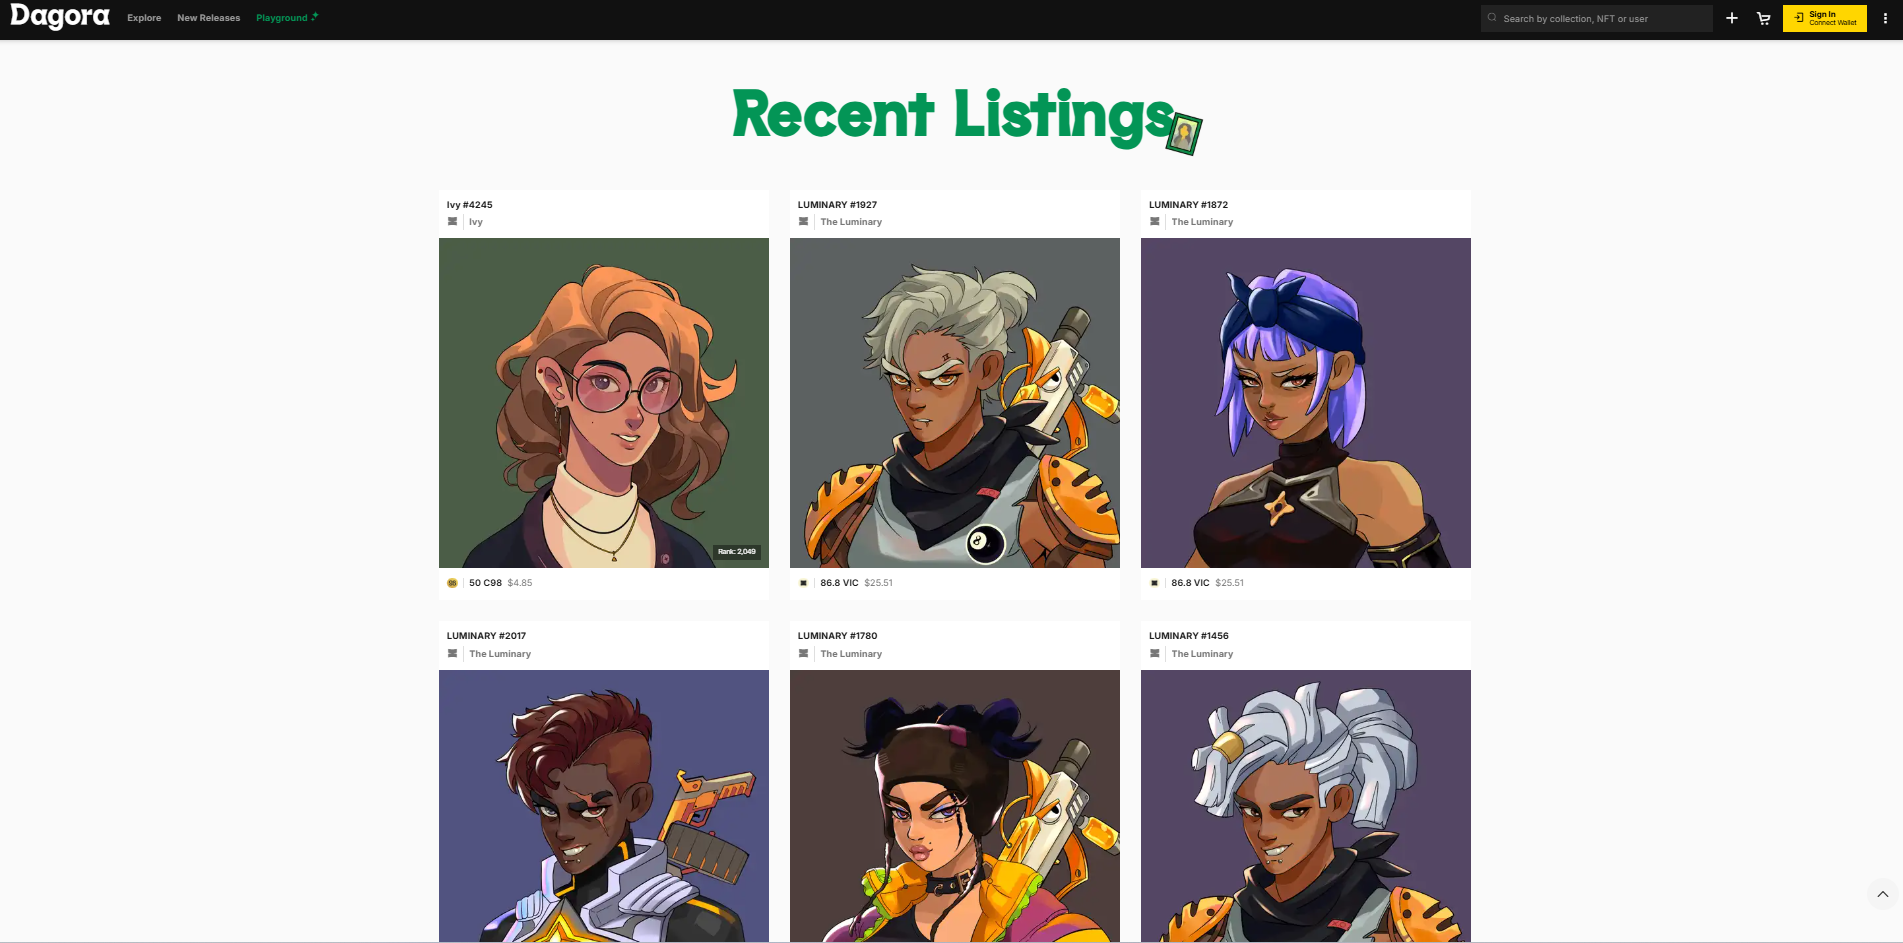 Dagora
Explore
New Releases
Playground
Search by collection, NFT or user
Sign In
Connect Wallet
Recent Listings
Ivy #4245
Ivy
Rank: 2,049
50 C98 $4.85
LUMINARY #1927
The Luminary
8
86.8 VIC $25.51
LUMINARY #1872
The Luminary
86.8 VIC $25.51
LUMINARY #2017
The Luminary
LUMINARY #1780
The Luminary
LUMINARY #1456
The Luminary